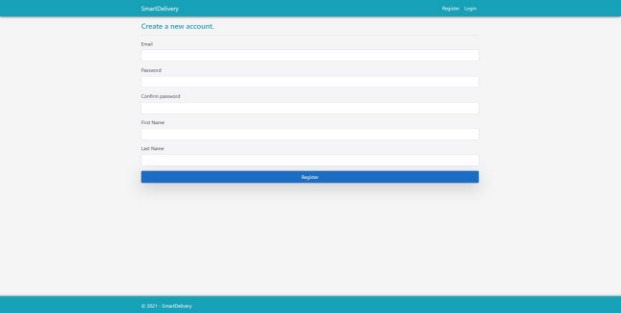 SmartDelivery
Register Login
Create a new account.
Email
Password
Confirm password
First Name
Last Name
Register
© 2021 - SmartDelivery